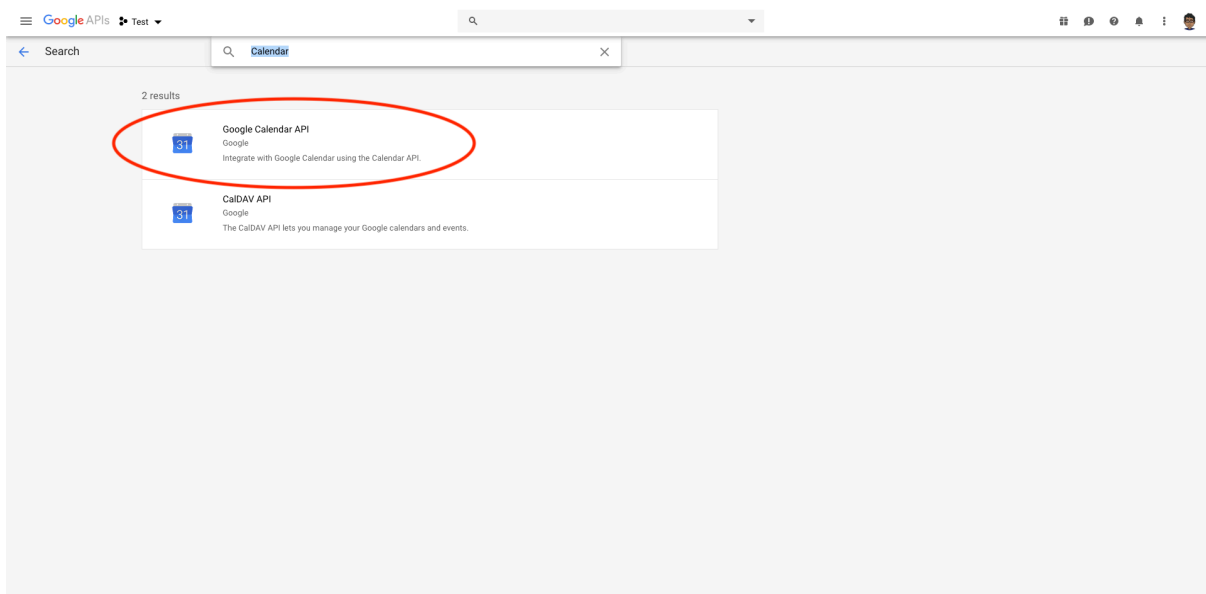 Google APIs Test
Search Calendar
2 results
31
Google Calendar API
Google
Integrate with Google Calendar using the Calendar API.
31
CalDAV API
Google
The CalDAV API lets you manage your Google calendars and events.